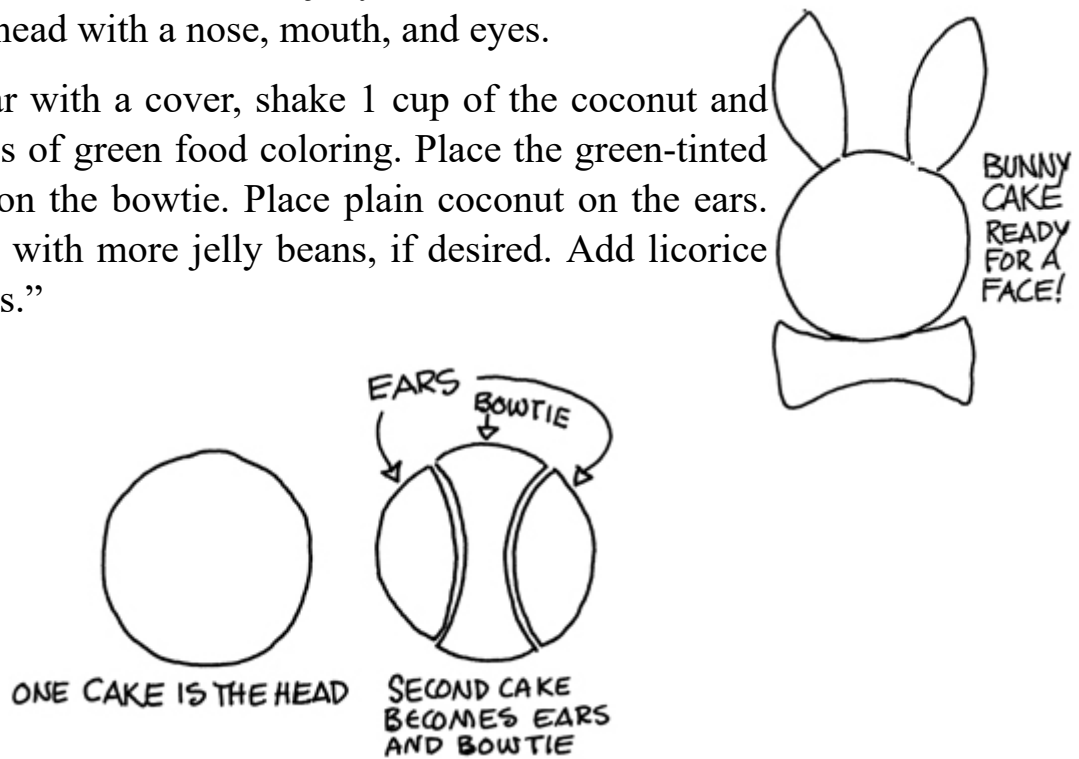 head with a nose, mouth, and eyes.
with a cover, shake 1 cup of the coconut and
of green food coloring. Place the green-tinted
on the bowtie. Place plain coconut on the ears.
with more jelly beans, if desired. Add licorice
s.”
BUNNY
CAKE
READY
FOR A
FACE!
EARS
BOWTIE
ONE CAKE IS THE HEAD
SECOND CAKE
BECOMES EARS
AND BOWTIE